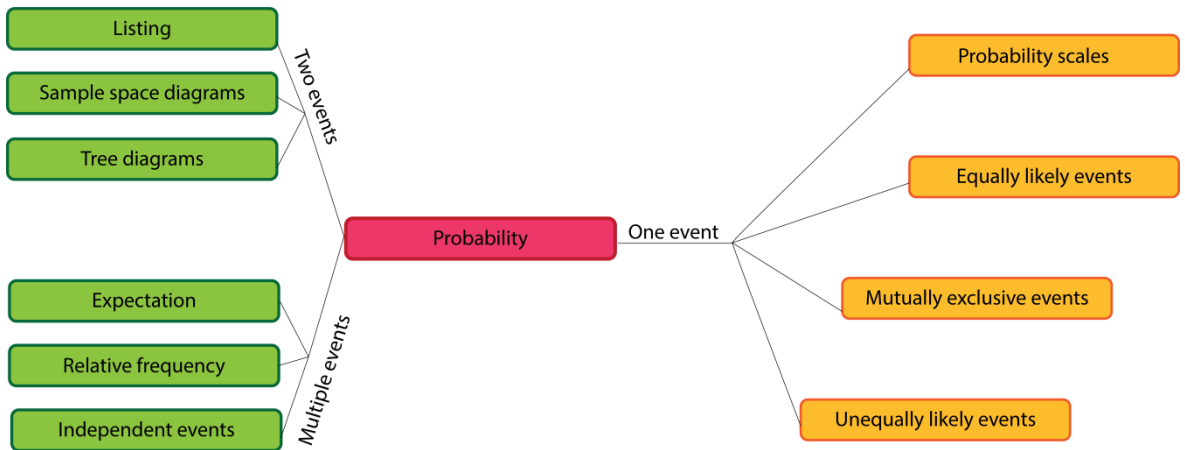 Listing
Sample space diagrams
Tree diagrams
Two events
Expectation
Relative frequency
Independent events
Multiple events
Probability
One event
Probability scales
Equally likely events
Mutually exclusive events
Unequally likely events